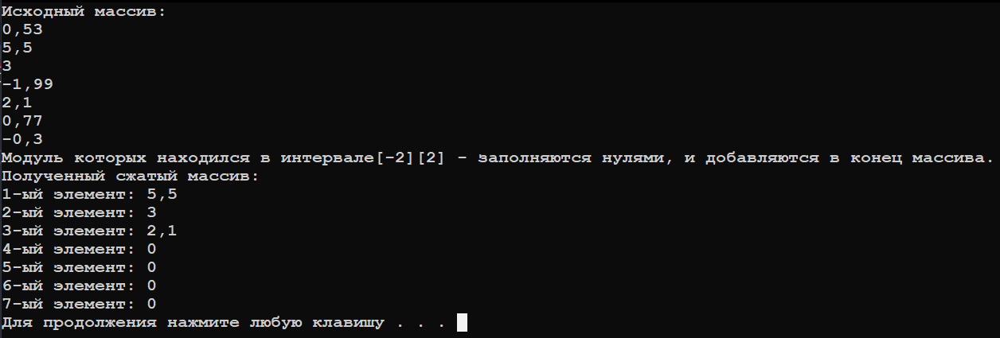 Исходный массив:
0,53
5,5
3
-1,99
2,1
0,77
-0,3
Модуль которых находился в интервале[-2][2] - заполняются нулями, и добавляются в конец массива.
Полученный сжатый массив:
1-ый элемент: 5,5
2-ый элемент: 3
3-ый элемент: 2,1
4-ый элемент: 0
5-ый элемент: 0
6-ый элемент: 0
7-ый элемент: 0
Для продолжения нажмите любую клавишу . . .